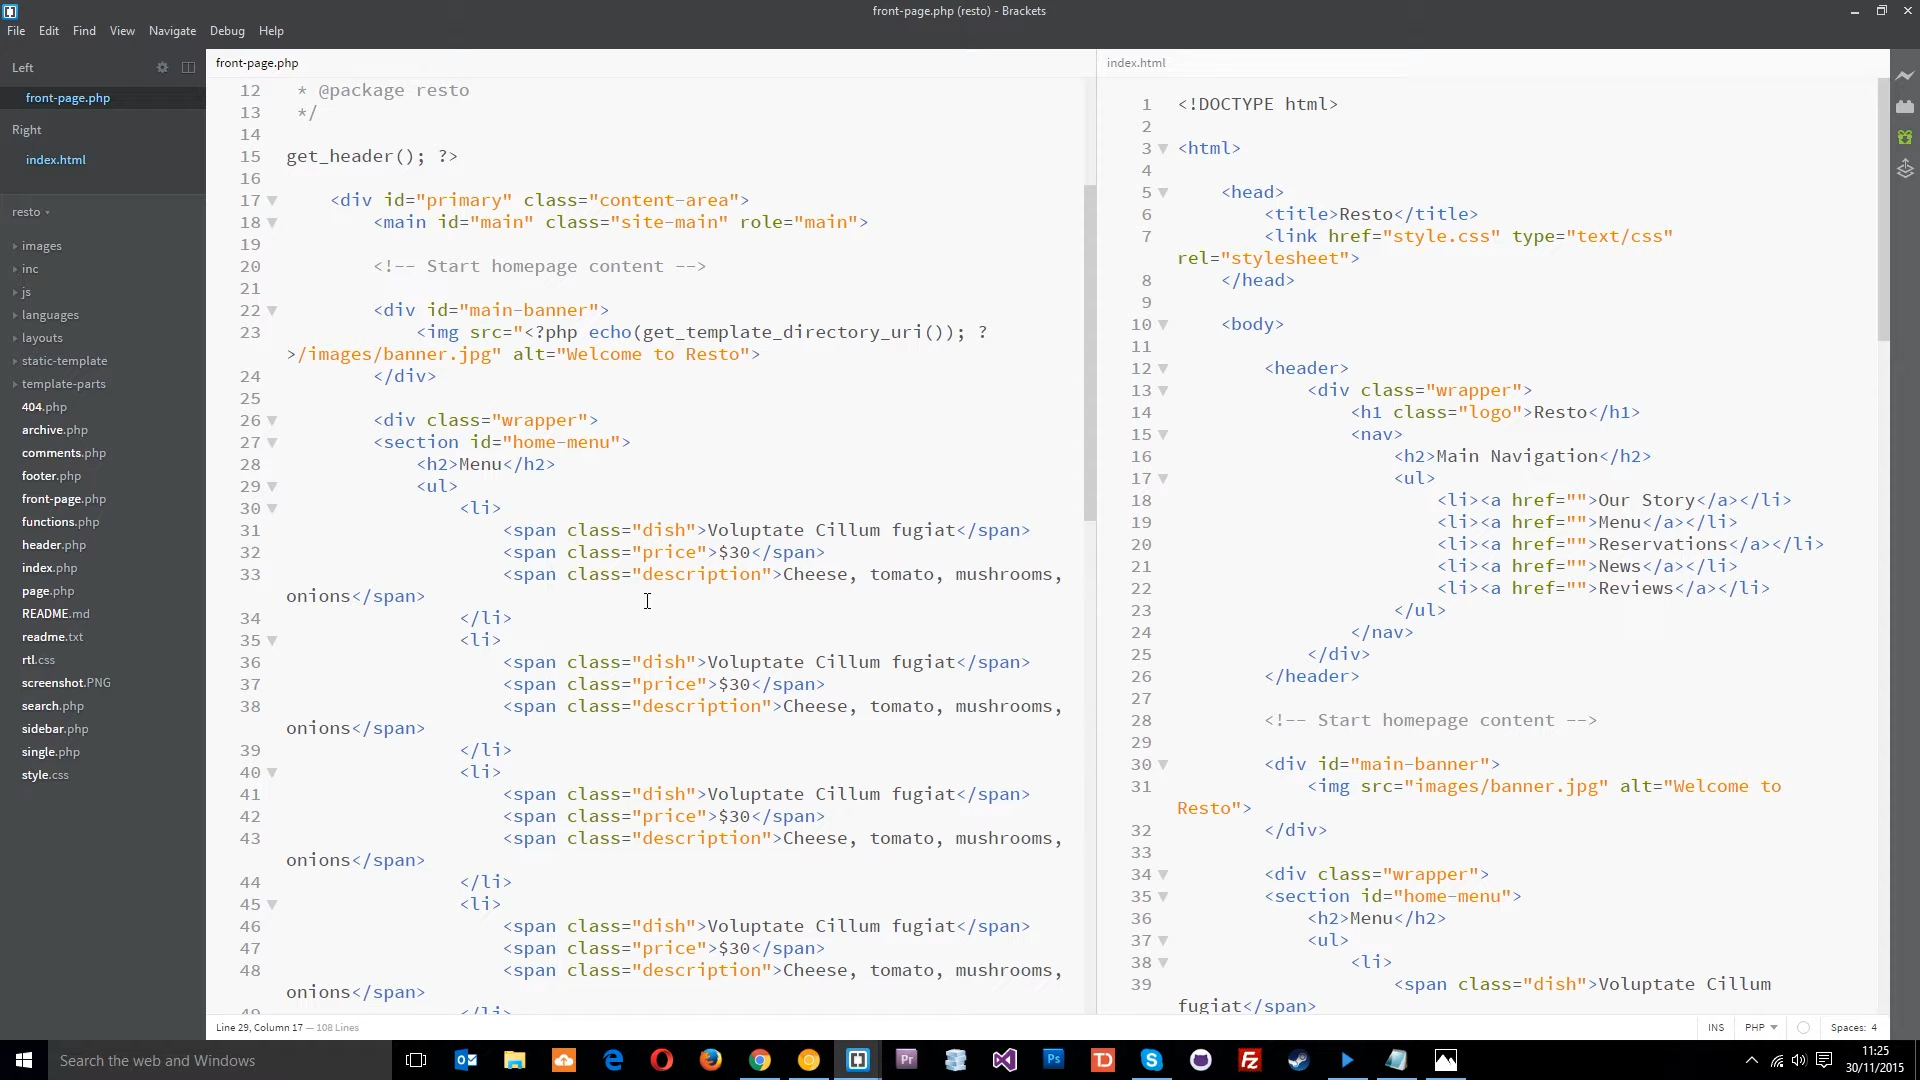 front-page.php (resto) - Brackets
File Edit Find View Navigate Debug Help
Left
front-page.php
Right
index.html
resto
images
inc
js
languages
layouts
static-template
template-parts
404.php
archive.php
comments.php
footer.php
front-page.php
functions.php
header.php
index.php
page.php
README.md
readme.txt
rtl.css
screenshot.PNG
search.php
sidebar.php
single.php
style.css
front-page.php
12 * @package resto
13 */
14
15 get_header(); ?>
16
17 <div id="primary" class="content-area">
18 <main id="main" class="site-main" role="main">
19
20 <!-- Start homepage content -->
21
22 <div id="main-banner">
23 <img src="<?php echo(get_template_directory_uri()); ?
>/images/banner.jpg" alt="Welcome to Resto">
24 </div>
25
26 <div class="wrapper">
27 <section id="home-menu">
28 <h2>Menu</h2>
29 <ul>
30 <li>
31 <span class="dish">Voluptate Cillum fugiat</span>
32 <span class="price">$30</span>
33 <span class="description">Cheese, tomato, mushrooms,
onions</span>
34 </li>
35 <li>
36 <span class="dish">Voluptate Cillum fugiat</span>
37 <span class="price">$30</span>
38 <span class="description">Cheese, tomato, mushrooms,
onions</span>
39 </li>
40 <li>
41 <span class="dish">Voluptate Cillum fugiat</span>
42 <span class="price">$30</span>
43 <span class="description">Cheese, tomato, mushrooms,
onions</span>
44 </li>
45 <li>
46 <span class="dish">Voluptate Cillum fugiat</span>
47 <span class="price">$30</span>
48 <span class="description">Cheese, tomato, mushrooms,
onions</span>
49 </li>
index.html
1 <!DOCTYPE html>
2
3 <html>
4
5 <head>
6 <title>Resto</title>
7 <link href="style.css" type="text/css"
rel="stylesheet">
8 </head>
9
10 <body>
11
12 <header>
13 <div class="wrapper">
14 <h1 class="logo">Resto</h1>
15 <nav>
16 <h2>Main Navigation</h2>
17 <ul>
18 <li><a href="">Our Story</a></li>
19 <li><a href="">Menu</a></li>
20 <li><a href="">Reservations</a></li>
21 <li><a href="">News</a></li>
22 <li><a href="">Reviews</a></li>
23 </ul>
24 </nav>
25 </div>
26 </header>
27
28 <!-- Start homepage content -->
29
30 <div id="main-banner">
31 <img src="images/banner.jpg" alt="Welcome to
Resto">
32 </div>
33
34 <div class="wrapper">
35 <section id="home-menu">
36 <h2>Menu</h2>
37 <ul>
38 <li>
39 <span class="dish">Voluptate Cillum
fugiat</span>
Line 29, Column 17 — 108 Lines
INS PHP Spaces: 4
Search the web and Windows
Pr
Ps
TD
Fz
11:25
30/11/2015